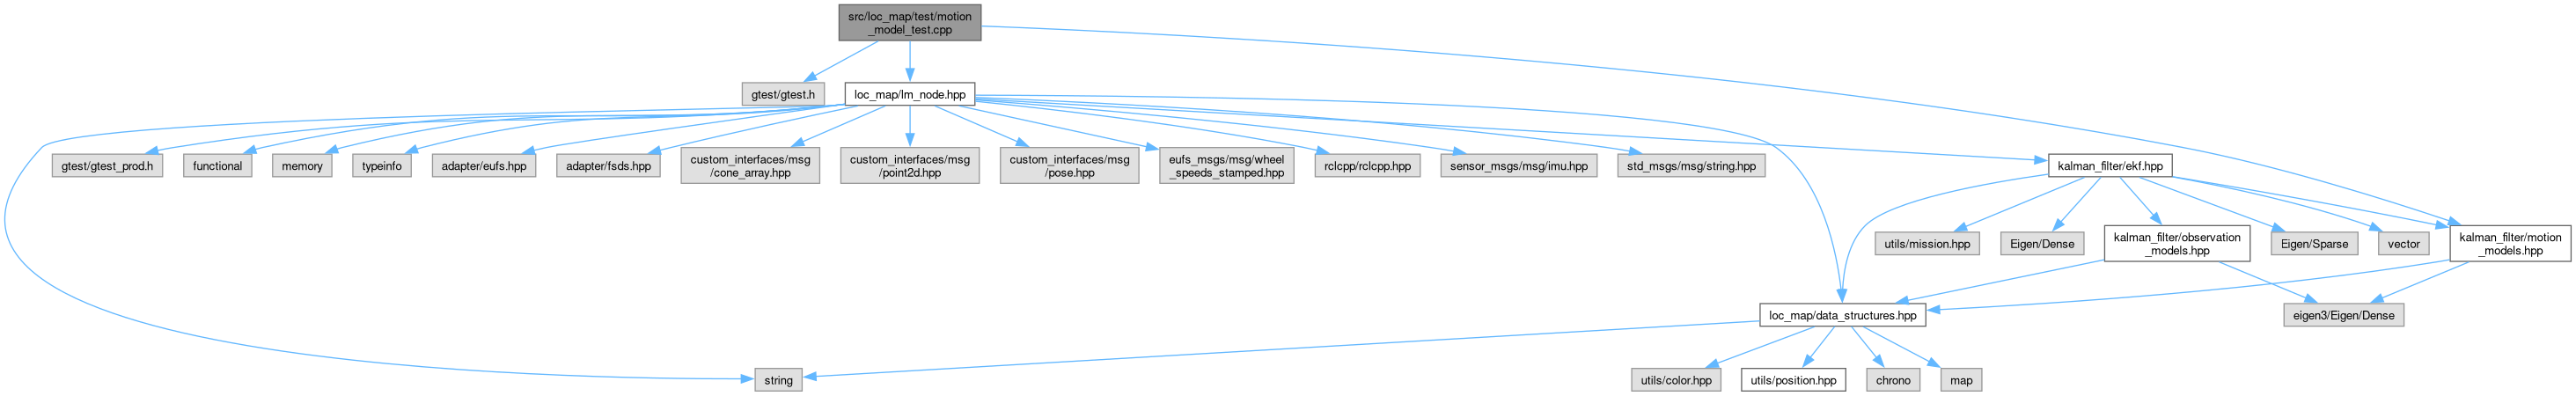 src/loc_map/test/motion
_model_test.cpp
gtest/gtest.h
loc_map/lm_node.hpp
gtest/gtest_prod.h
functional
memory
typeinfo
adapter/eufs.hpp
adapter/fsds.hpp
custom_interfaces/msg
/cone_array.hpp
custom_interfaces/msg
/point2d.hpp
custom_interfaces/msg
/pose.hpp
eufs_msgs/msg/wheel
_speeds_stamped.hpp
rclcpp/rclcpp.hpp
sensor_msgs/msg/imu.hpp
std_msgs/msg/string.hpp
kalman_filter/ekf.hpp
utils/mission.hpp
Eigen/Dense
kalman_filter/observation
_models.hpp
Eigen/Sparse
vector
kalman_filter/motion
_models.hpp
loc_map/data_structures.hpp
eigen3/Eigen/Dense
string
utils/color.hpp
utils/position.hpp
chrono
map